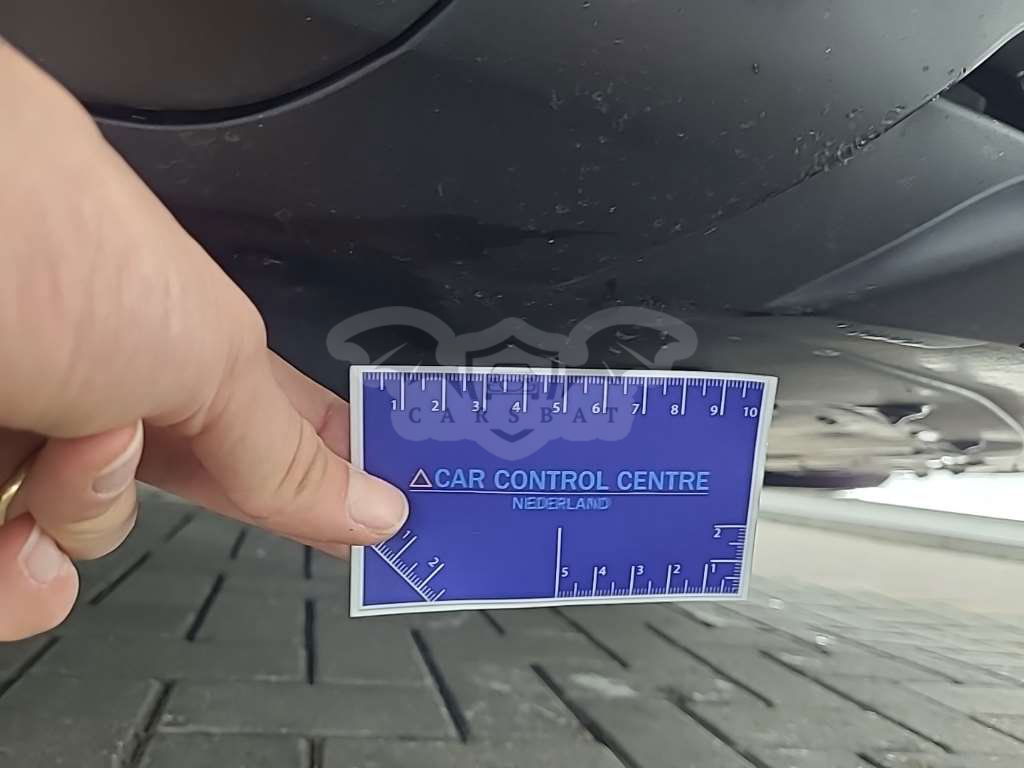 CARSBAT
1 2 3 4 5 6 7 8 9 10
CAR CONTROL CENTRE
NEDERLAND
1 2
5 4 3 2 1
2